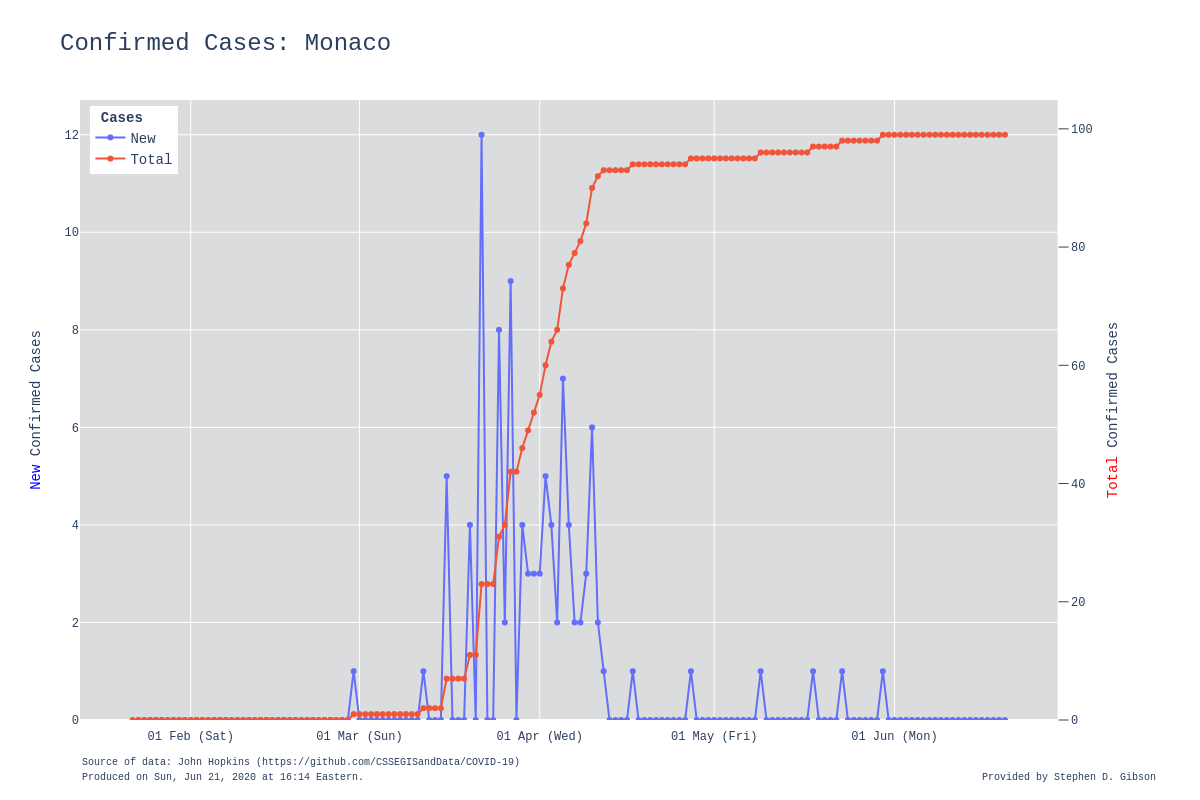 Confirmed Cases: Monaco
Cases
New
Total
12
10
8
6
4
2
0
100
80
60
40
20
0
New Confirmed Cases
Total Confirmed Cases
01 Feb (Sat)
01 Mar (Sun)
01 Apr (Wed)
01 May (Fri)
01 Jun (Mon)
Source of data: John Hopkins (https://github.com/CSSEGISandData/COVID-19)
Produced on Sun, Jun 21, 2020 at 16:14 Eastern.
Provided by Stephen D. Gibson